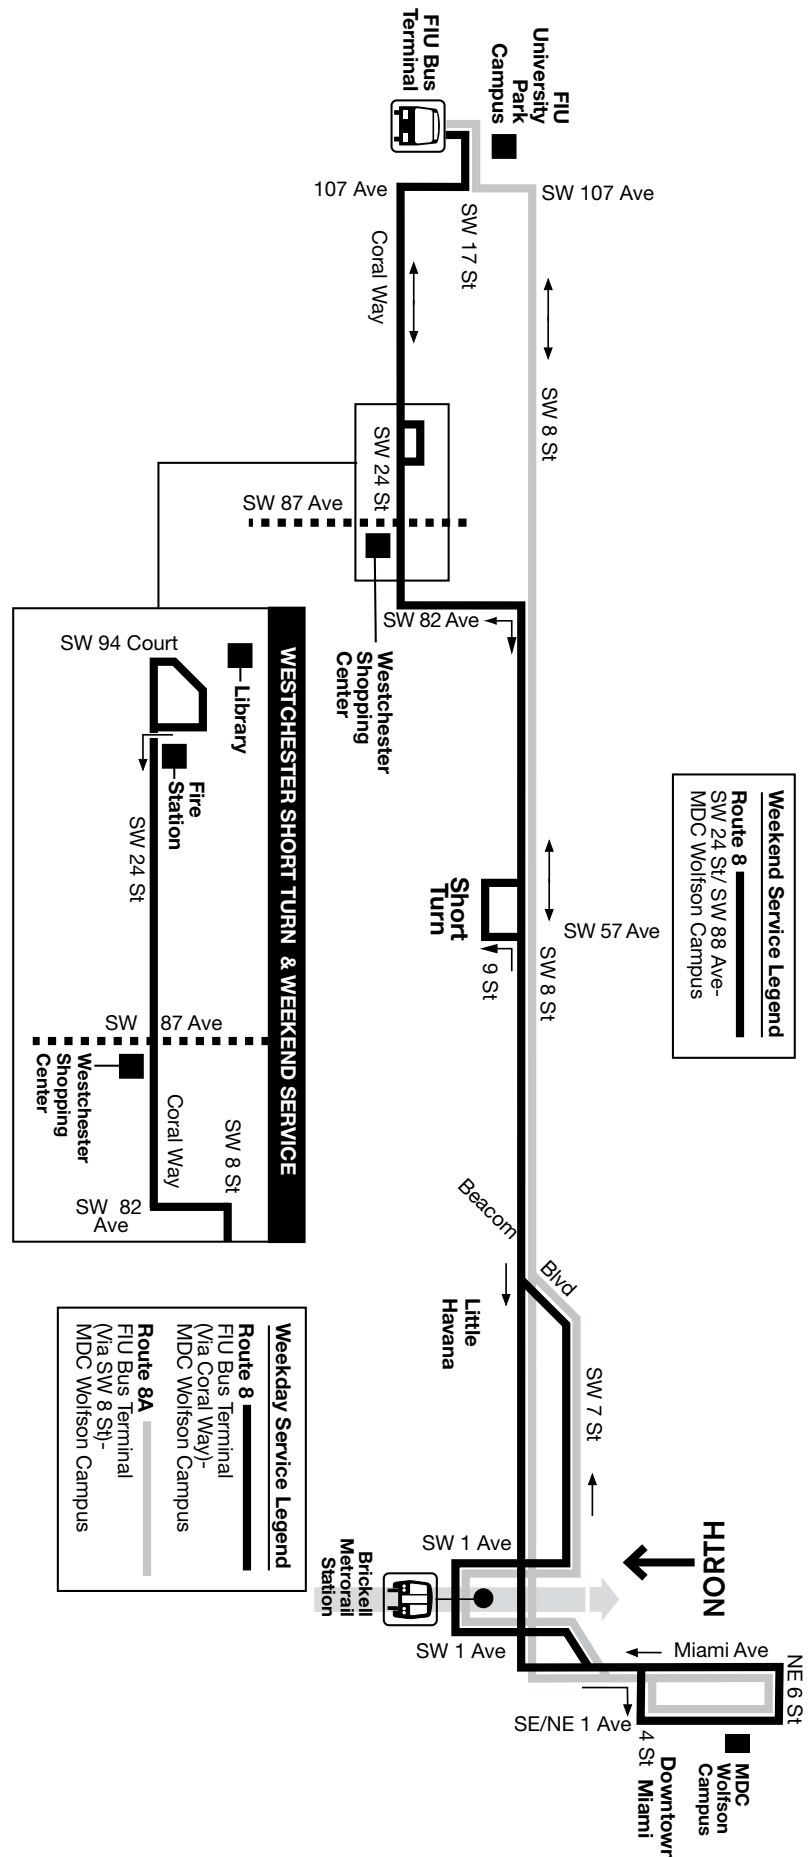 FIU Bus
Terminal
FIU
University
Park
Campus
107 Ave
SW 107 Ave
SW 17 St
Coral Way
SW 8 St
SW 24 St
SW 87 Ave
Westchester
Shopping
Center
SW 82 Ave
WESTCHESTER SHORT TURN & WEEKEND SERVICE
SW 94 Court
Library
Fire
Station
SW 24 St
SW 87 Ave
Westchester
Shopping
Center
Coral Way
SW 8 St
SW 82
Ave
Weekend Service Legend
Route 8
SW 24 St/ SW 88 Ave-
MDC Wolfson Campus
Short
Turn
SW 57 Ave
9 St
SW 8 St
Beacom
Blvd
Little
Havana
SW 7 St
Weekday Service Legend
Route 8
FIU Bus Terminal
(Via Coral Way)-
MDC Wolfson Campus
Route 8A
FIU Bus Terminal
(Via SW 8 St)-
MDC Wolfson Campus
NORTH
SW 1 Ave
Brickell
Metrorail
Station
SW 1 Ave
Miami Ave
NE 6 St
SE/NE 1 Ave
4 St
MDC
Wolfson
Campus
Downtown
Miami